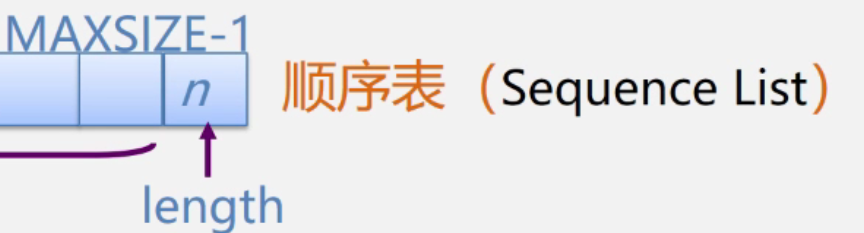 MAXSIZE-1
n 顺序表（Sequence List）
length